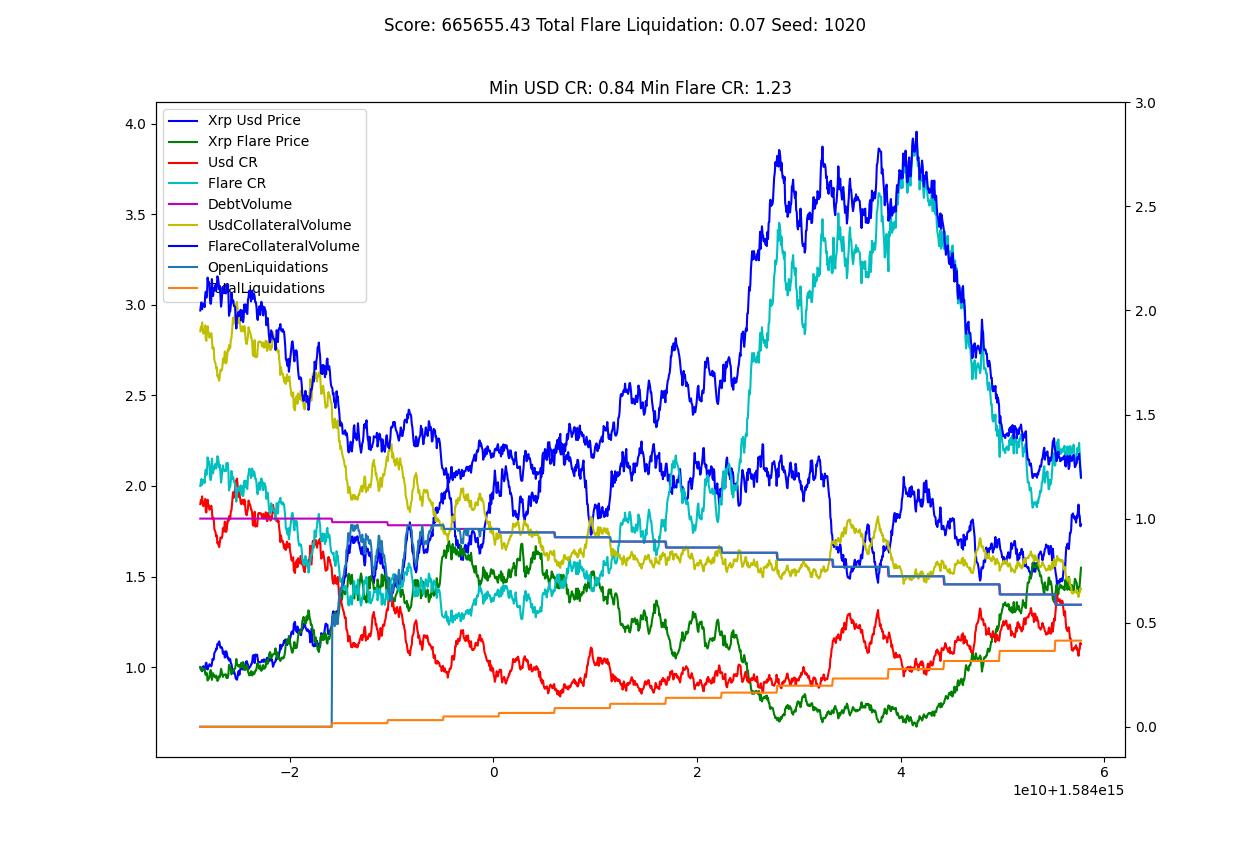 Score: 665655.43 Total Flare Liquidation: 0.07 Seed: 1020
Min USD CR: 0.84 Min Flare CR: 1.23
Xrp Usd Price
Xrp Flare Price
Usd CR
Flare CR
DebtVolume
UsdCollateralVolume
FlareCollateralVolume
OpenLiquidations
TotalLiquidations
4.0
3.5
3.0
2.5
2.0
1.5
1.0
3.0
2.5
2.0
1.5
1.0
0.5
0.0
−2
0
2
4
6
1e10+1.584e15